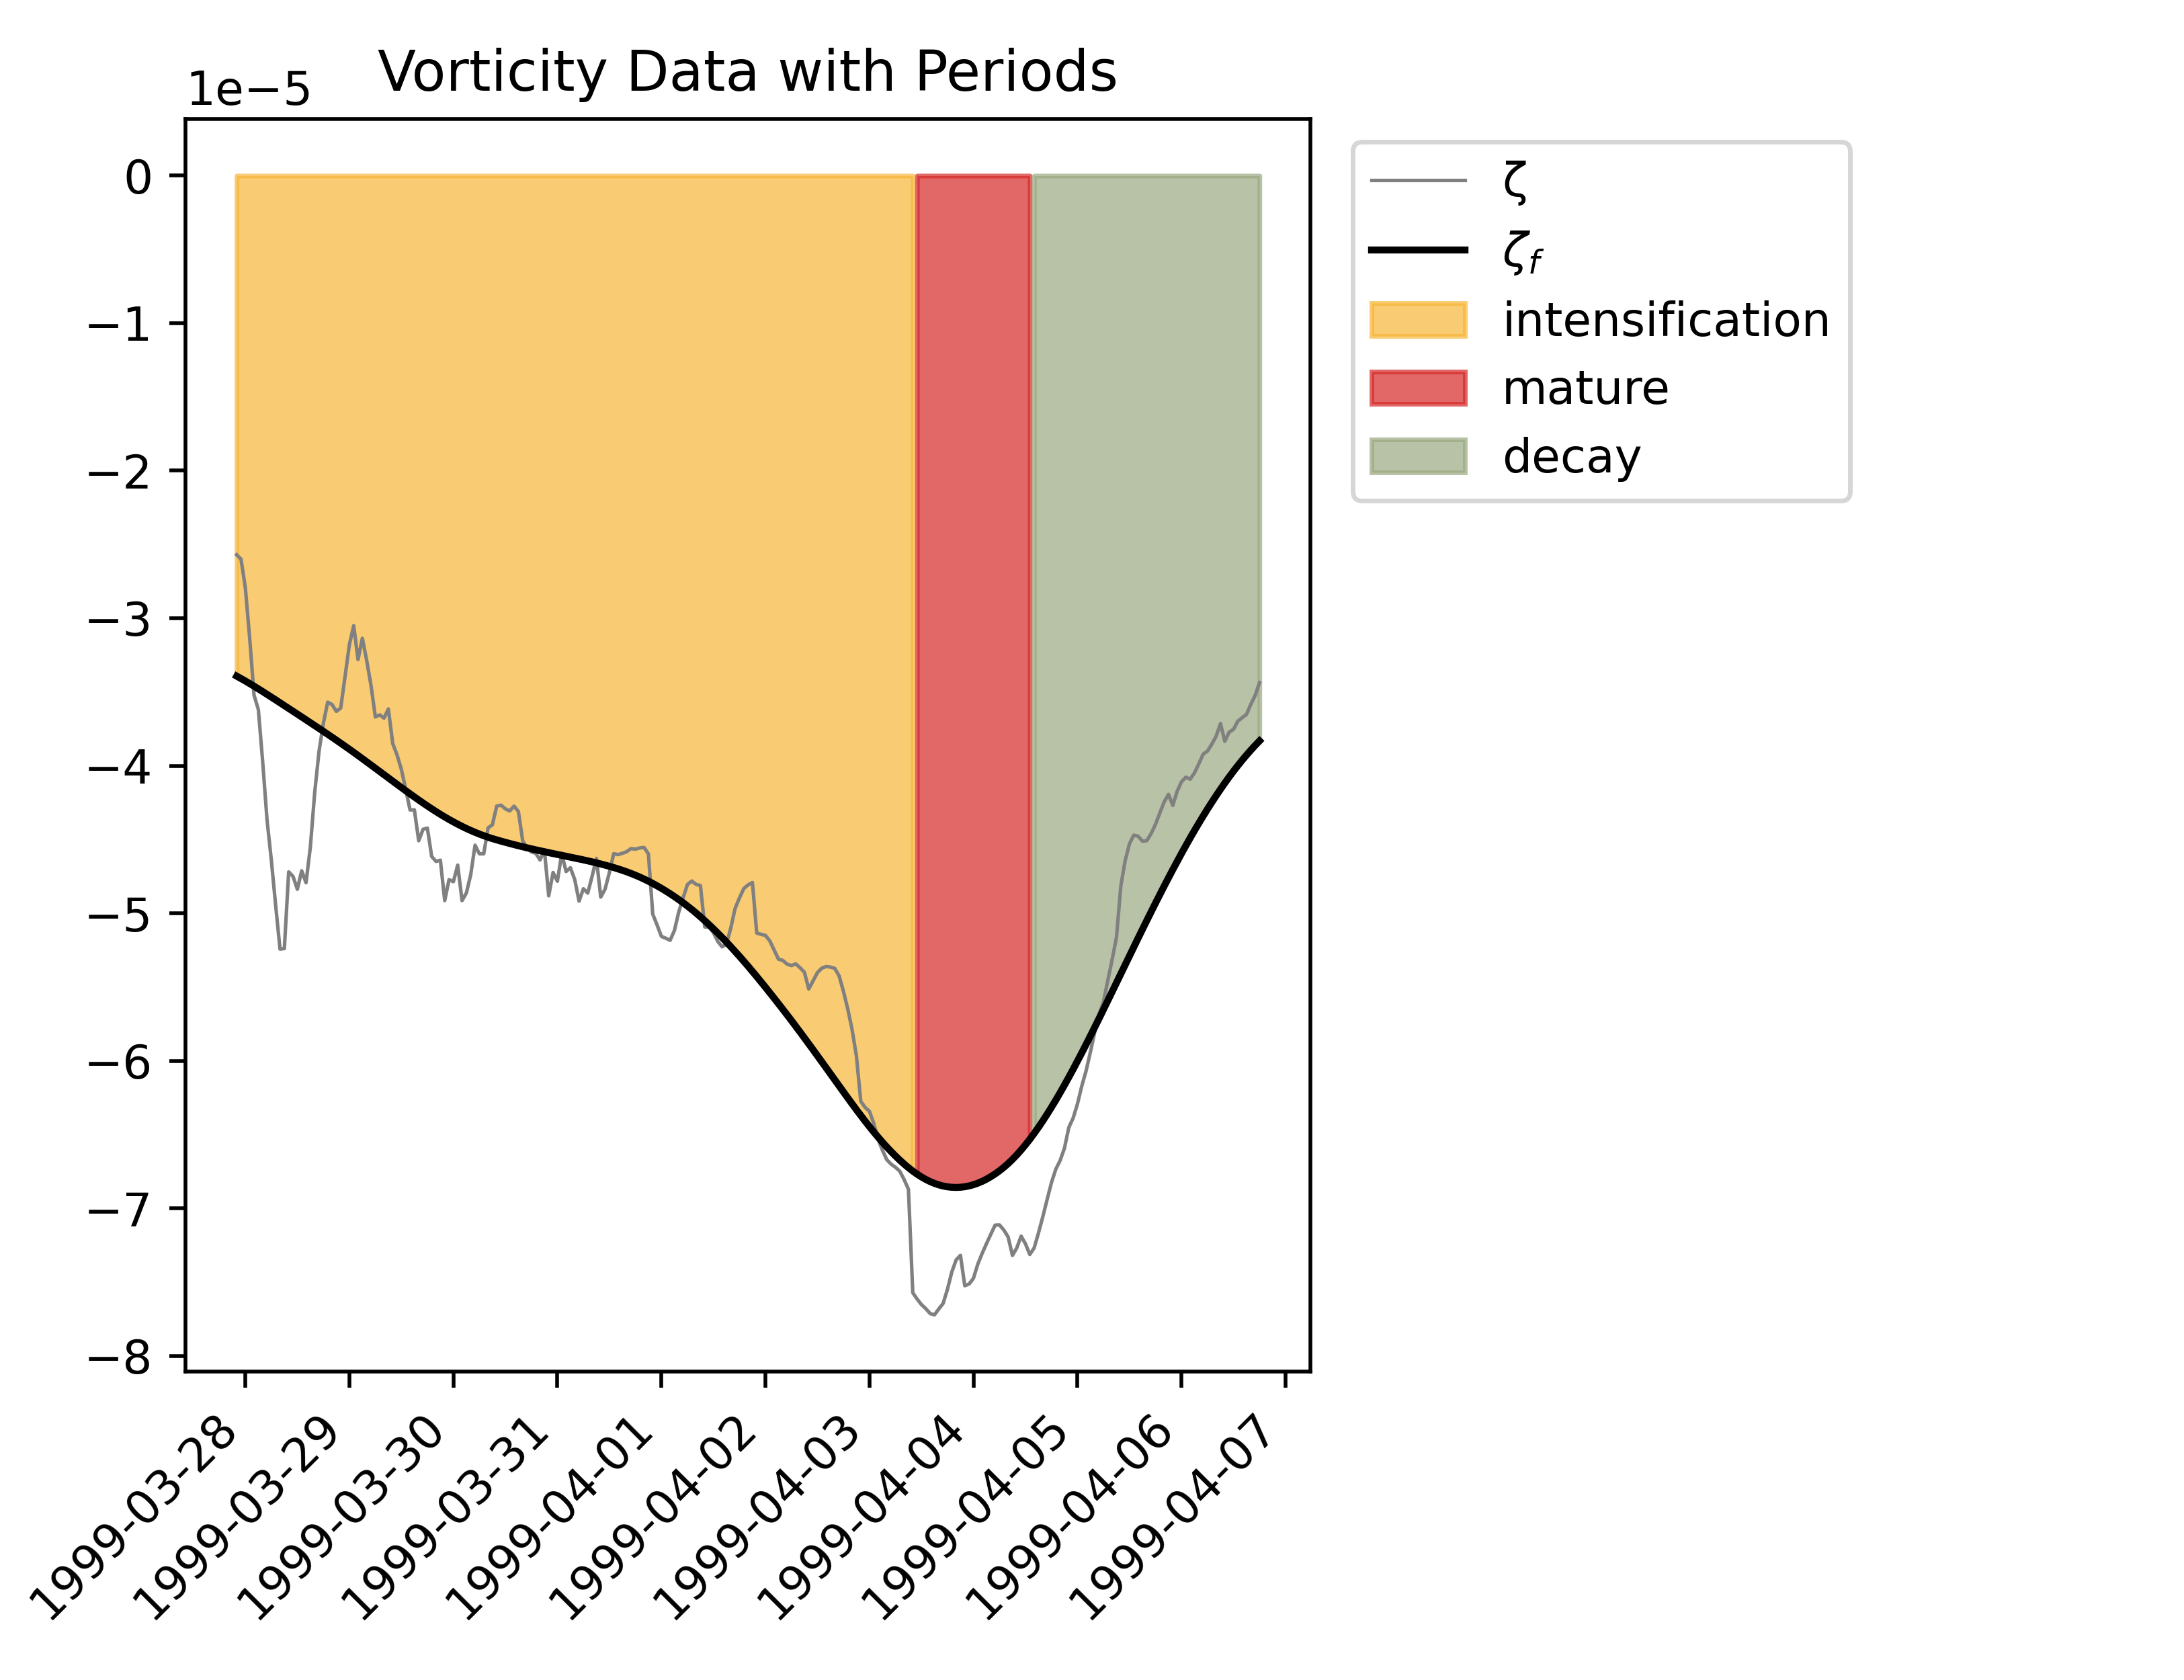 Vorticity Data with Periods
1e−5
0
−1
−2
−3
−4
−5
−6
−7
−8
1999-03-28
1999-03-29
1999-03-30
1999-03-31
1999-04-01
1999-04-02
1999-04-03
1999-04-04
1999-04-05
1999-04-06
1999-04-07
ζ
ζf
intensification
mature
decay